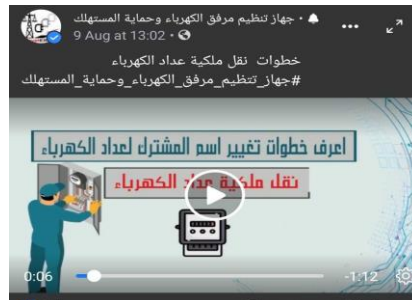 جهاز تنظيم مرفق الكهرباء وحماية المستهلك •
9 Aug at 13:02 •
خطوات نقل ملكية عداد الكهرباء
#جهاز_تتظيم_مرفق_الكهرباء_وحماية_المستهلك
اعرف خطوات تغيير اسم المشترك لعداد الكهرباء
نقل ملكية عداد الكهرباء
0:06
-1:12